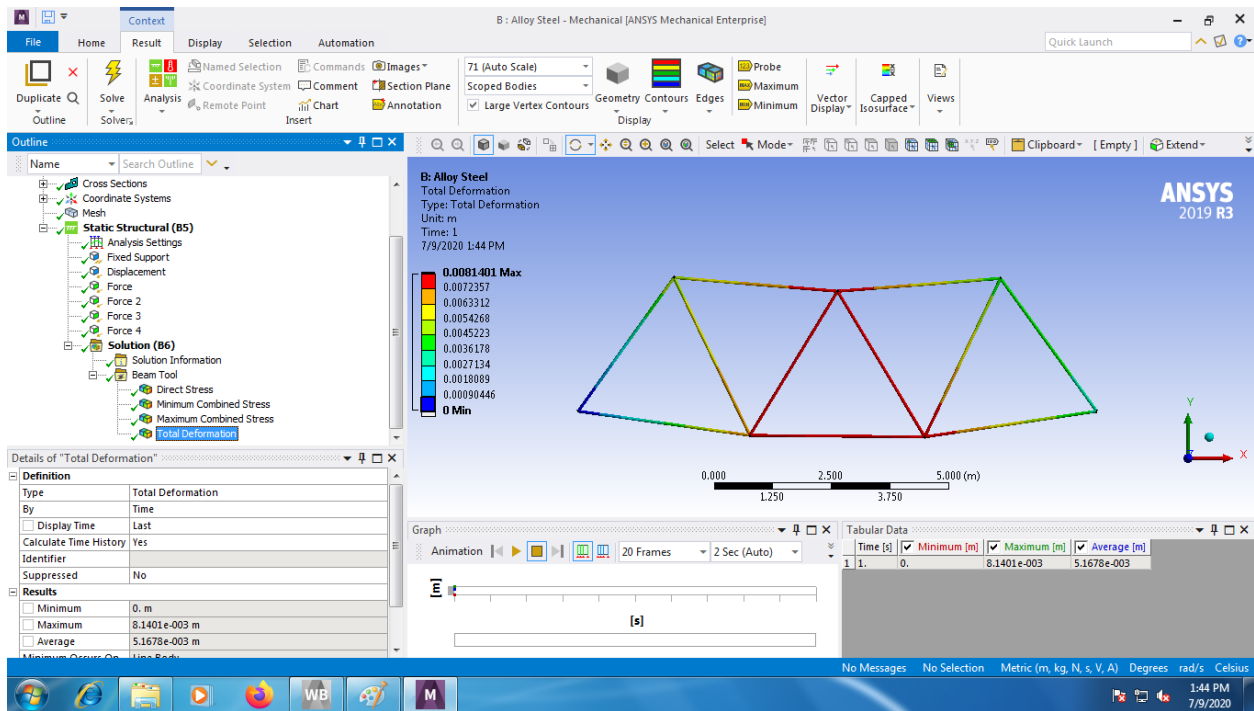 M
Context
B : Alloy Steel - Mechanical [ANSYS Mechanical Enterprise]
File Home Result Display Selection Automation
Quick Launch
Duplicate
Outline
Solve
Solvers
Analysis
Named Selection
Coordinate System
Remote Point
Commands
Comment
Chart
Images
Section Plane
Annotation
Insert
71 (Auto Scale)
Scoped Bodies
Large Vertex Contours
Geometry Contours Edges
Probe
Maximum
Minimum
Display
Vector Display
Capped Isosurface
Views
Outline
Name Search Outline
Cross Sections
Coordinate Systems
Mesh
Static Structural (B5)
Analysis Settings
Fixed Support
Displacement
Force
Force 2
Force 3
Force 4
Solution (B6)
Solution Information
Beam Tool
Direct Stress
Minimum Combined Stress
Maximum Combined Stress
Total Deformation
Select Mode Clipboard [ Empty ] Extend
B: Alloy Steel
Total Deformation
Type: Total Deformation
Unit: m
Time: 1
7/9/2020 1:44 PM
0.0081401 Max
0.0072357
0.0063312
0.0054268
0.0045223
0.0036178
0.0027134
0.0018089
0.00090446
0 Min
ANSYS
2019 R3
Y
X
0.000 2.500 5.000 (m)
1.250 3.750
Details of "Total Deformation"
Definition
Type Total Deformation
By Time
Display Time Last
Calculate Time History Yes
Identifier
Suppressed No
Results
Minimum 0. m
Maximum 8.1401e-003 m
Average 5.1678e-003 m
Minimum Occurs On Line Body
Graph
Animation 20 Frames 2 Sec (Auto)
[m]
[s]
Tabular Data
Time [s] Minimum [m] Maximum [m] Average [m]
1 1. 0. 8.1401e-003 5.1678e-003
No Messages No Selection Metric (m, kg, N, s, V, A) Degrees rad/s Celsius
WB
M
1:44 PM
7/9/2020